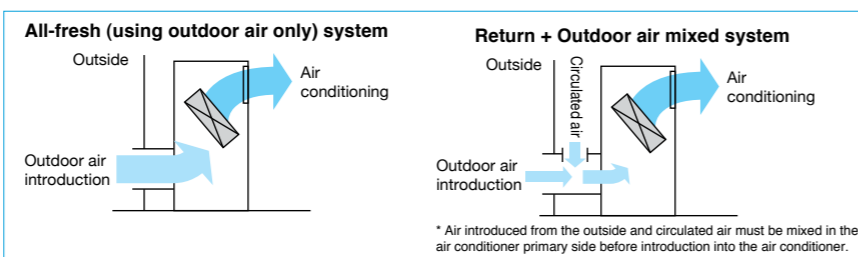 All-fresh (using outdoor air only) system
Outside
Air
conditioning
Outdoor air
introduction
Return + Outdoor air mixed system
Outside
Circulated air
Air
conditioning
Outdoor air
introduction
* Air introduced from the outside and circulated air must be mixed in the
air conditioner primary side before introduction into the air conditioner.